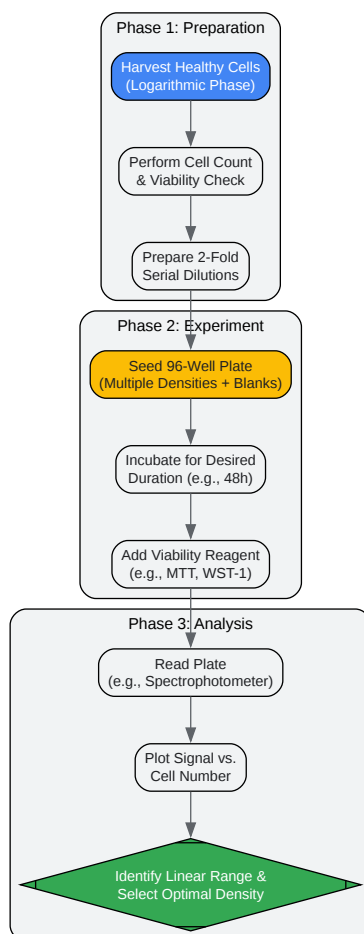 Phase 1: Preparation
Harvest Healthy Cells
(Logarithmic Phase)
Perform Cell Count
& Viability Check
Prepare 2-Fold
Serial Dilutions
Phase 2: Experiment
Seed 96-Well Plate
(Multiple Densities + Blanks)
Incubate for Desired
Duration (e.g., 48h)
Add Viability Reagent
(e.g., MTT, WST-1)
Phase 3: Analysis
Read Plate
(e.g., Spectrophotometer)
Plot Signal vs.
Cell Number
Identify Linear Range &
Select Optimal Density